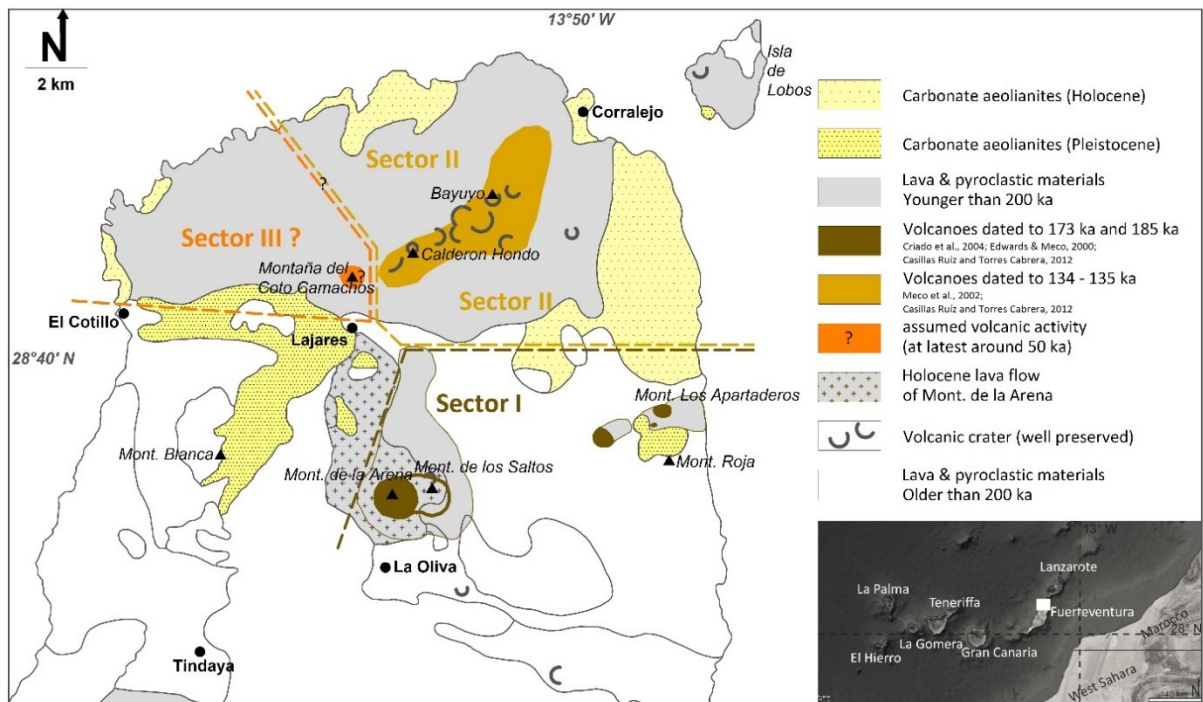 13°50' W
N
2 km
Isla
de
Lobos
Corralejo
Sector II
?
Bayuyo
Sector III ?
Calderon Hondo
Montaña del
Coto Camachos
?
Sector II
El Cotillo
Lajares
28°40' N
Sector I
Mont. Los Apartaderos
Mont. Blanca
Mont. de la Arena
Mont. de los Saltos
Mont. Roja
La Oliva
Tindaya
Carbonate aeolianites (Holocene)
Carbonate aeolianites (Pleistocene)
Lava & pyroclastic materials
Younger than 200 ka
Volcanoes dated to 173 ka and 185 ka
Criado et al., 2004; Edwards & Meco, 2000;
Casillas Ruiz and Torres Cabrera, 2012
Volcanoes dated to 134 - 135 ka
Meco et al., 2002;
Casillas Ruiz and Torres Cabrera, 2012
?
assumed volcanic activity
(at latest around 50 ka)
Holocene lava flow
of Mont. de la Arena
Volcanic crater (well preserved)
Lava & pyroclastic materials
Older than 200 ka
13° W
Lanzarote
La Palma
Teneriffa
Fuerteventura
La Gomera
28° N
El Hierro
Gran Canaria
Marocco
West Sahara
40 km
N